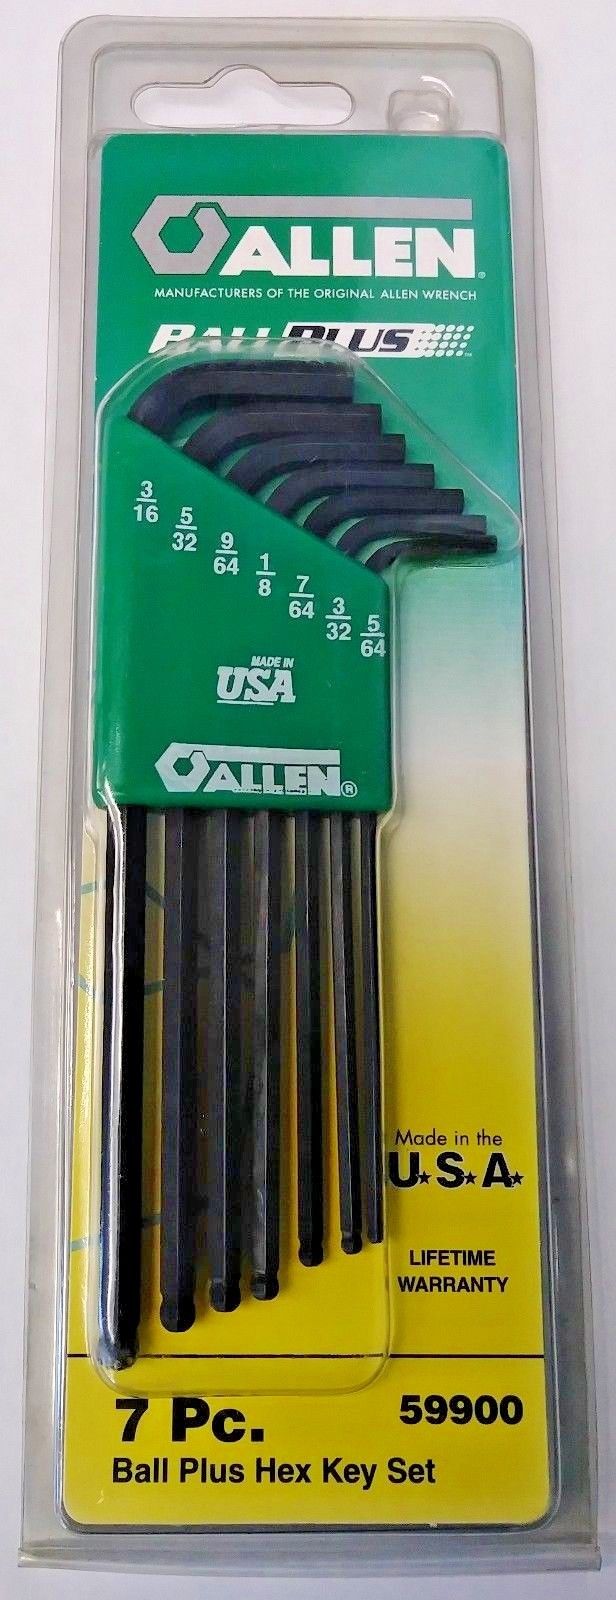 ALLEN®
MANUFACTURERS OF THE ORIGINAL ALLEN WRENCH
BALL PLUS™
3/16
5/32
9/64
1/8
7/64
3/32
5/64
MADE IN
USA
ALLEN®
Made in the
U.S.A.
LIFETIME
WARRANTY
7 Pc. 59900
Ball Plus Hex Key Set